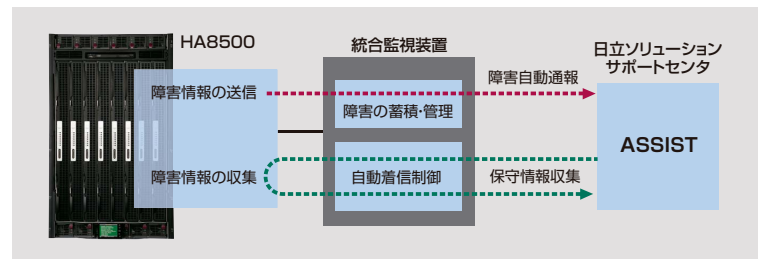 HA8500
統合監視装置
日立ソリューション
サポートセンタ
障害情報の送信
障害自動通報
障害の蓄積・管理
ASSIST
障害情報の収集
自動着信制御
保守情報収集